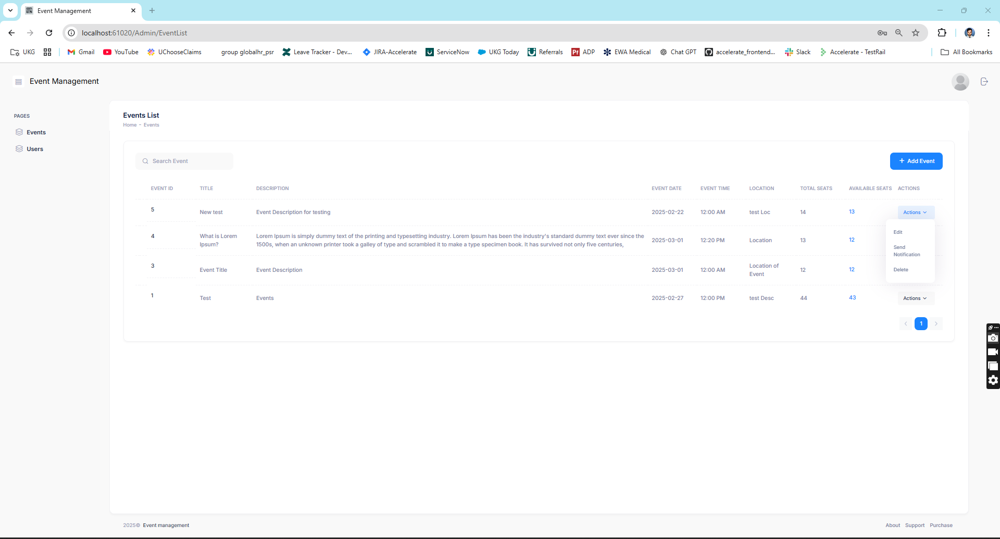 Event Management
localhost:61020/Admin/EventList
UKG Gmail YouTube UChooseClaims group globalhr_psr Leave Tracker - Dev... JIRA-Accelerate ServiceNow UKG Today Referrals Pf ADP EWA Medical Chat GPT accelerate_frontend... Slack Accelerate - TestRail All Bookmarks
Event Management
PAGES
Events
Users
Events List
Home - Events
Search Event
+ Add Event
EVENT ID TITLE DESCRIPTION EVENT DATE EVENT TIME LOCATION TOTAL SEATS AVAILABLE SEATS ACTIONS
5 New test Event Description for testing 2025-02-22 12:00 AM test Loc 14 13 Actions
4 What is Lorem Ipsum? Lorem Ipsum is simply dummy text of the printing and typesetting industry. Lorem Ipsum has been the industry's standard dummy text ever since the
1500s, when an unknown printer took a galley of type and scrambled it to make a type specimen book. It has survived not only five centuries, 2025-03-01 12:20 PM Location 13 12
3 Event Title Event Description 2025-03-01 12:00 AM Location of Event 12 12
1 Test Events 2025-02-27 12:00 PM test Desc 44 43 Actions
Edit
Send
Notification
Delete
1
2025© Event management
About Support Purchase